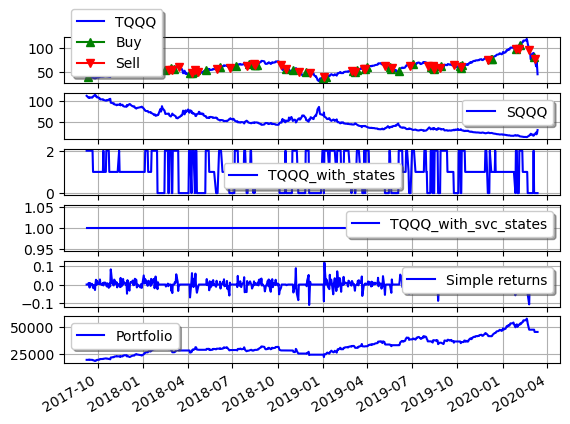 TQQQ
Buy
Sell
100
50
SQQQ
100
50
TQQQ_with_states
2
0
TQQQ_with_svc_states
1.05
1.00
0.95
Simple returns
0.1
0.0
−0.1
Portfolio
50000
25000
2017-10 2018-01 2018-04 2018-07 2018-10 2019-01 2019-04 2019-07 2019-10 2020-01 2020-04